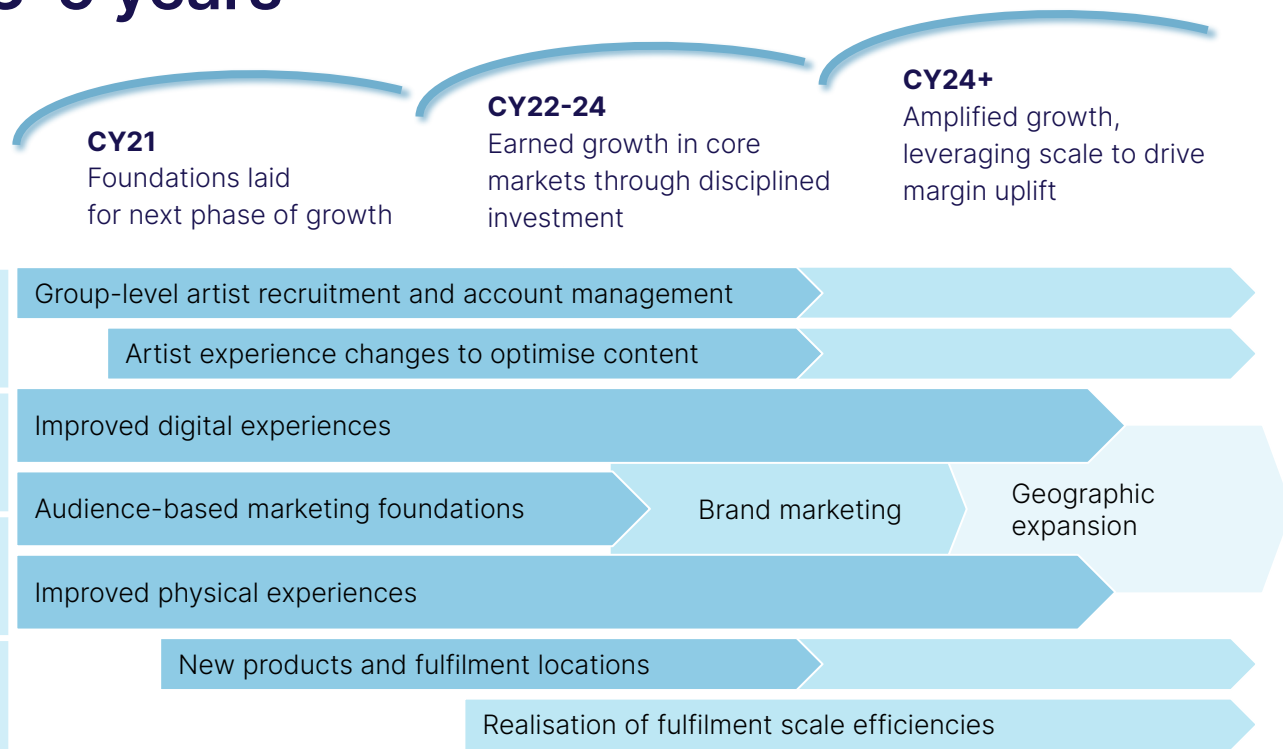 years
CY21
Foundations laid
for next phase of growth
CY22-24
Earned growth in core
markets through disciplined
investment
CY24+
Amplified growth,
leveraging scale to drive
margin uplift
Group-level artist recruitment and account management
Artist experience changes to optimise content
Improved digital experiences
Audience-based marketing foundations
Brand marketing
Geographic
expansion
Improved physical experiences
New products and fulfilment locations
Realisation of fulfilment scale efficiencies